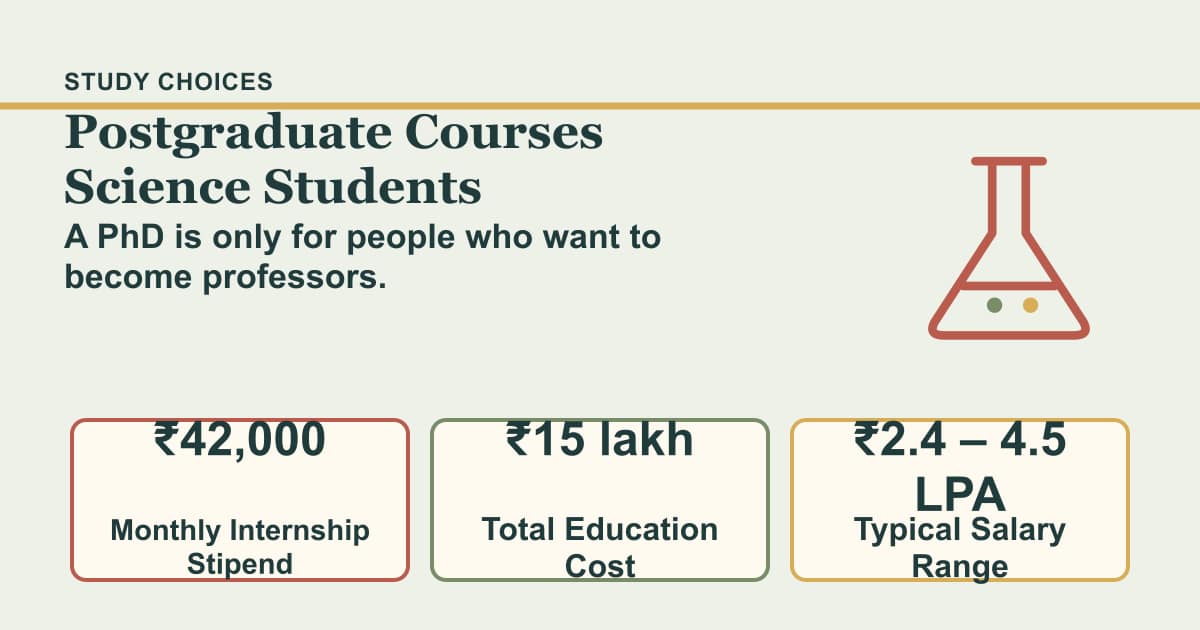 STUDY CHOICES
Postgraduate Courses
Science Students
A PhD is only for people who want to
become professors.
₹42,000
Monthly Internship
Stipend
₹15 lakh
Total Education
Cost
₹2.4 – 4.5
LPA
Typical Salary
Range